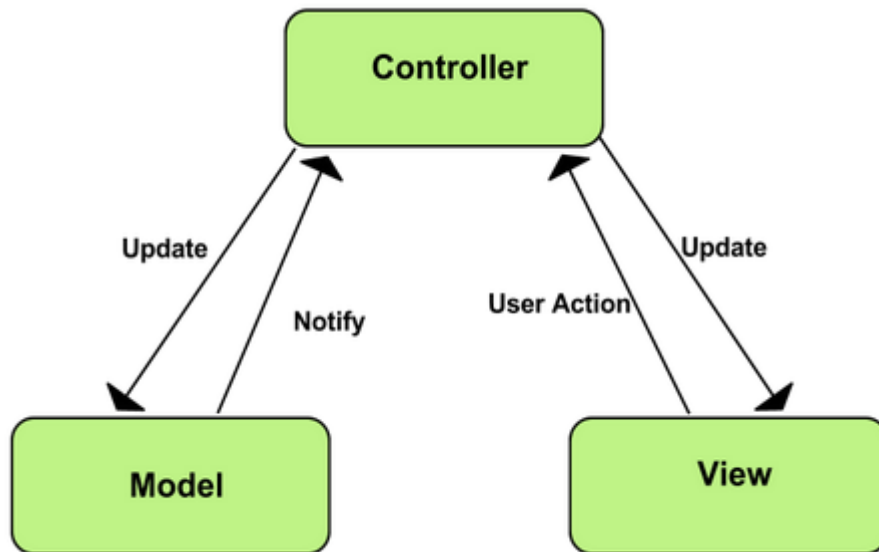 Controller
Update
Update
User Action
Notify
Model
View